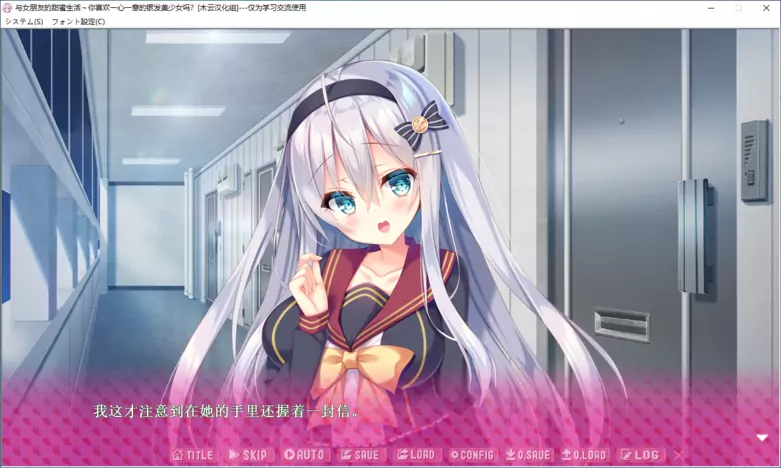 与女朋友的甜蜜生活～你喜欢一心一意的银发美少女吗？[木云汉化组]---仅为学习交流使用
システム(S) フォント設定(C)
我这才注意到在她的手里还握着一封信。
TITLE SKIP AUTO SAVE LOAD CONFIG Q.SAVE Q.LOAD LOG